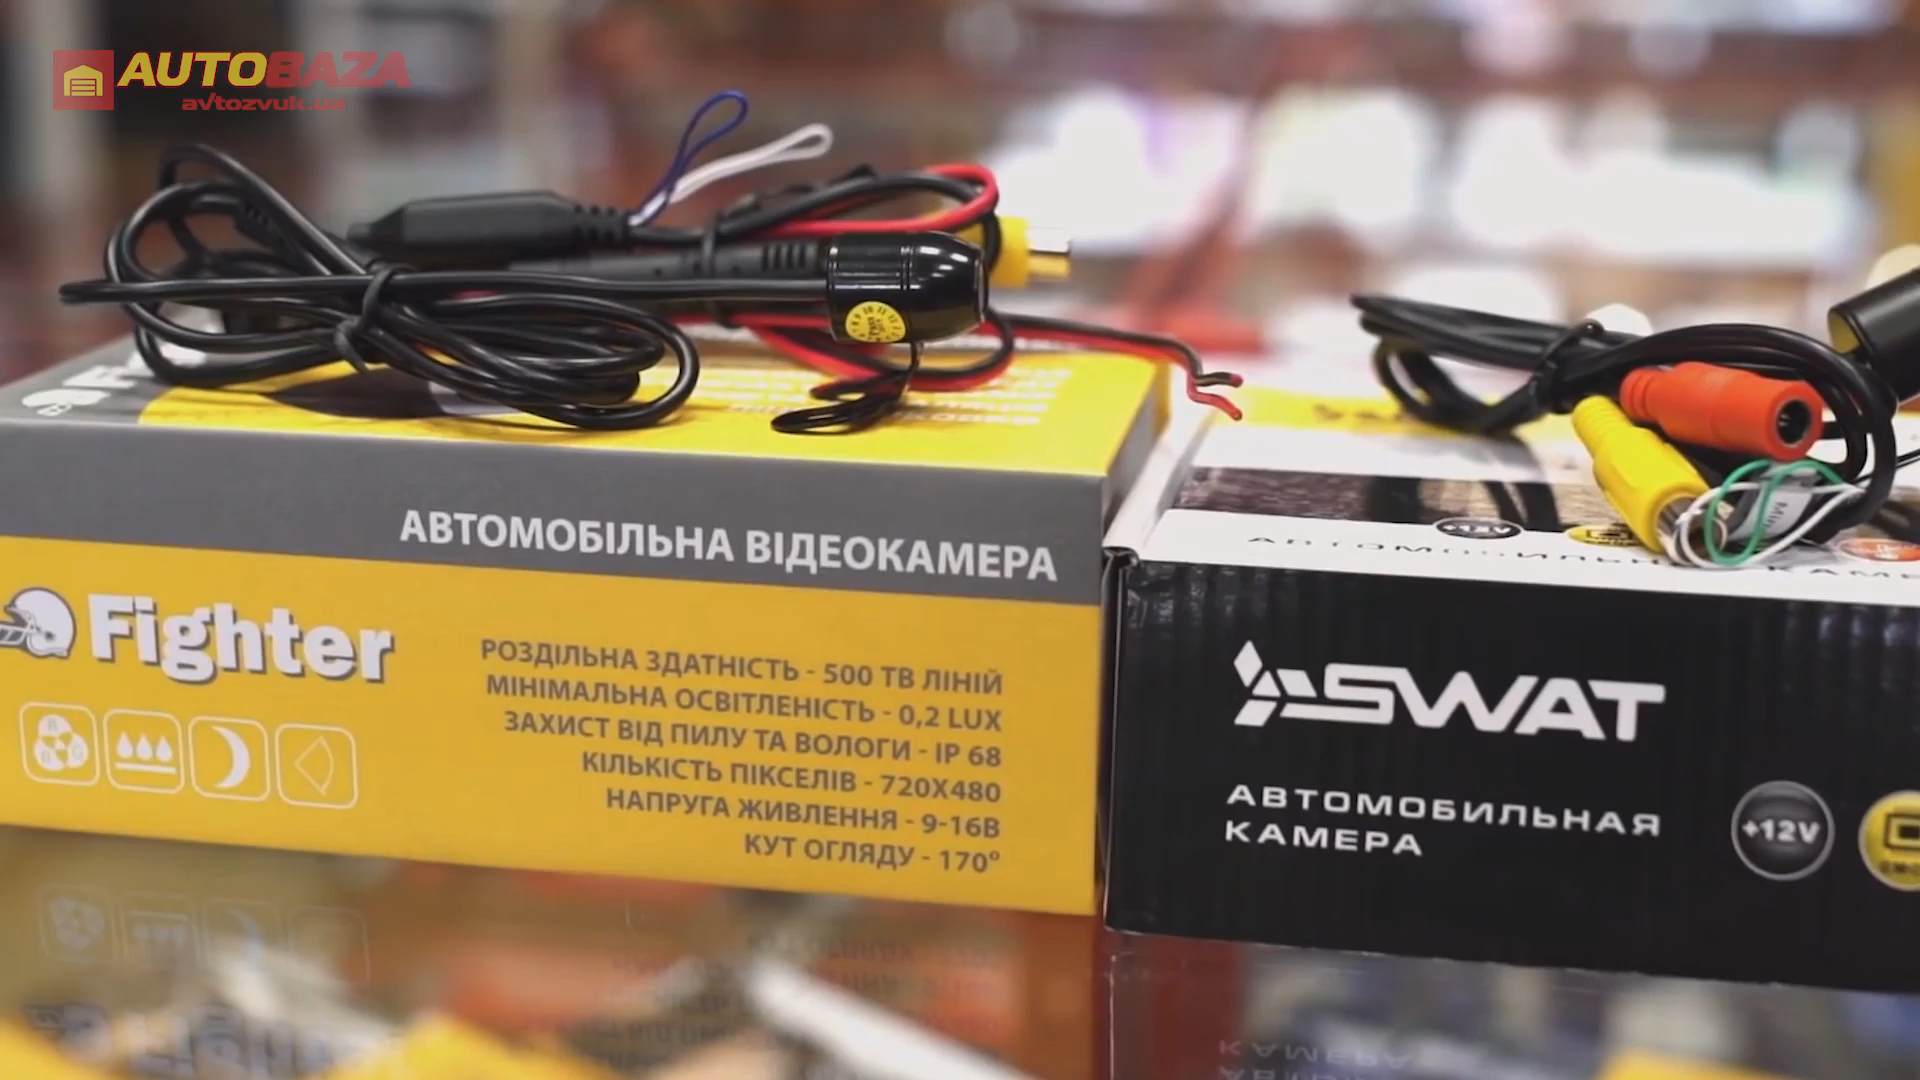 AUTOBAZA
avtozvuk.ua
АВТОМОБІЛЬНА ВІДЕОКАМЕРА
Fighter
РОЗДІЛЬНА ЗДАТНІСТЬ - 500 ТВ ЛІНІЙ
МІНІМАЛЬНА ОСВІТЛЕНІСТЬ - 0,2 LUX
ЗАХИСТ ВІД ПИЛУ ТА ВОЛОГИ - IP 68
КІЛЬКІСТЬ ПІКСЕЛІВ - 720X480
НАПРУГА ЖИВЛЕННЯ - 9-16В
КУТ ОГЛЯДУ - 170°
+12V
SWAT
АВТОМОБИЛЬНАЯ
КАМЕРА
+12V